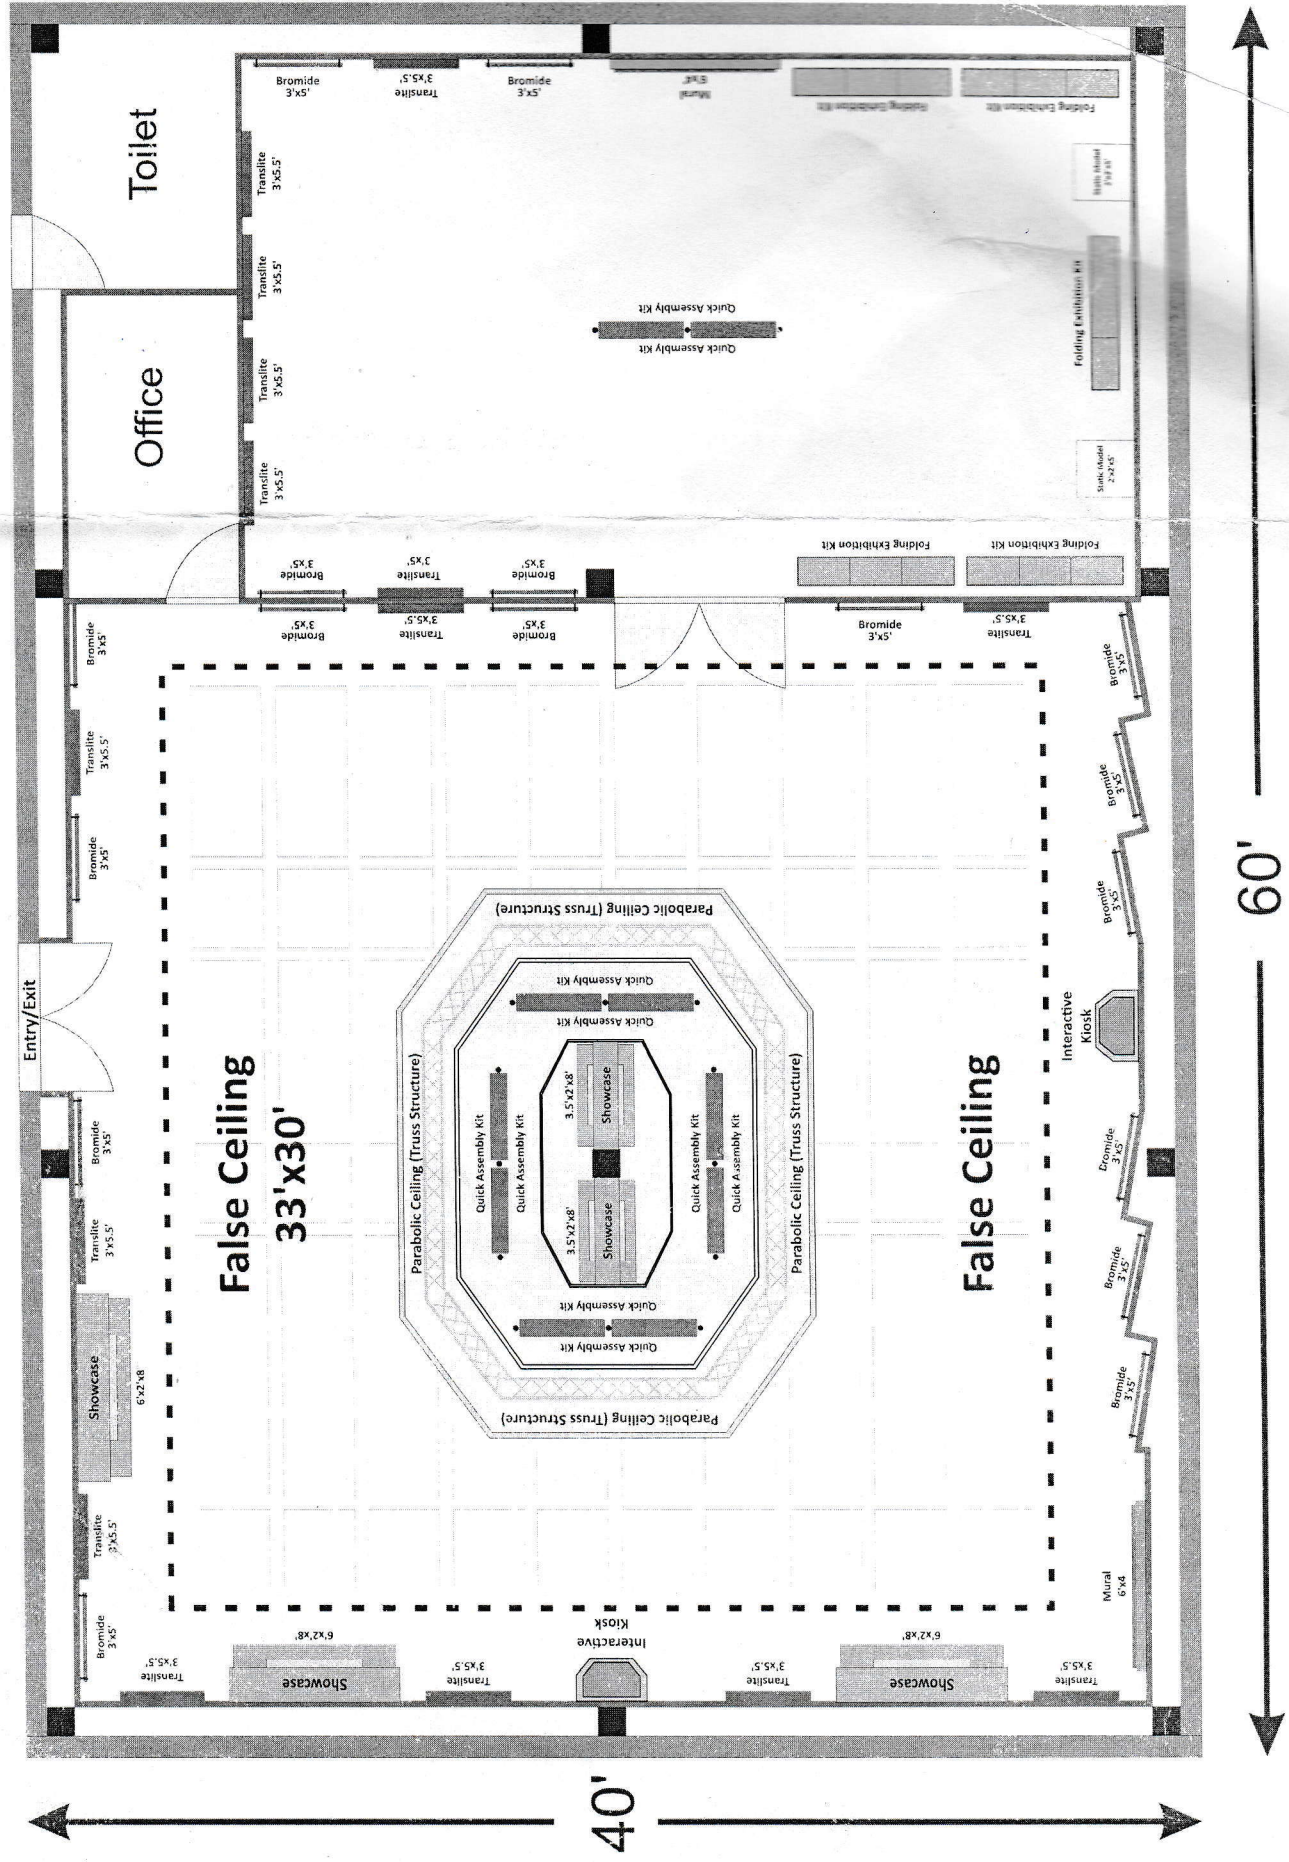 Bromide
3'x5'
Translite
3'x5.5'
Bromide
3'x5'
Mural
6'x4'
Folding Exhibition Kit
Folding Exhibition Kit
Toilet
Translite
3'x5.5'
Static Model
Translite
3'x5.5'
Quick Assembly Kit
Quick Assembly Kit
Folding Exhibition Kit
Office
Translite
3'x5.5'
Translite
3'x5.5'
Static Model
2'x2'x5'
Folding Exhibition Kit
Folding Exhibition Kit
Bromide
3'x5'
Translite
3'x5'
Bromide
3'x5'
Bromide
3'x5'
Translite
3'x5.5'
Bromide
3'x5'
Bromide
3'x5'
Translite
3'x5.5'
Bromide
3'x5'
Translite
3'x5.5'
Bromide
3'x5'
Bromide
3'x5'
Bromide
3'x5'
Bromide
3'x5'
60'
Entry/Exit
Parabolic Ceiling (Truss Structure)
Quick Assembly Kit
Quick Assembly Kit
Interactive
Kiosk
False Ceiling
33'x30'
Parabolic Ceiling (Truss Structure)
Quick Assembly Kit
Quick Assembly Kit
3.5'x2'x8'
Showcase
3.5'x2'x8'
Showcase
Quick Assembly Kit
Quick Assembly Kit
Parabolic Ceiling (Truss Structure)
False Ceiling
Bromide
3'x5'
Translite
3'x5.5'
Bromide
3'x5'
Bromide
3'x5'
Bromide
3'x5'
Quick Assembly Kit
Quick Assembly Kit
Parabolic Ceiling (Truss Structure)
Showcase
6'x2'x8
Translite
3'x5.5'
Bromide
3'x5'
Mural
6'x4
Translite
3'x5.5'
Showcase
6'x2'x8'
Translite
3'x5.5'
Interactive
Kiosk
Translite
3'x5.5'
Showcase
6'x2'x8'
Translite
3'x5.5'
40'